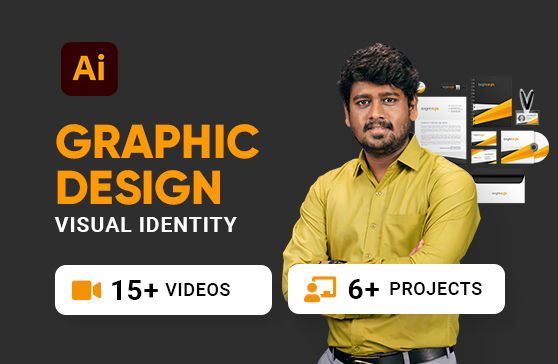 Ai
GRAPHIC
DESIGN
VISUAL IDENTITY
15+ VIDEOS
6+ PROJECTS